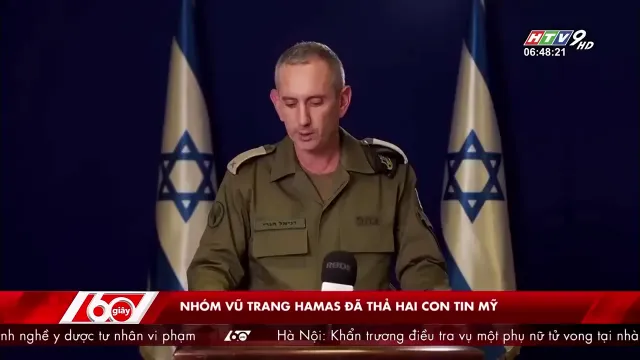 HTV9 HD
06:48:21
60 giây
NHÓM VŨ TRANG HAMAS ĐÃ THẢ HAI CON TIN MỸ
nh nghề y dược tư nhân vi phạm 60 Hà Nội: Khẩn trương điều tra vụ một phụ nữ tử vong tại nhà